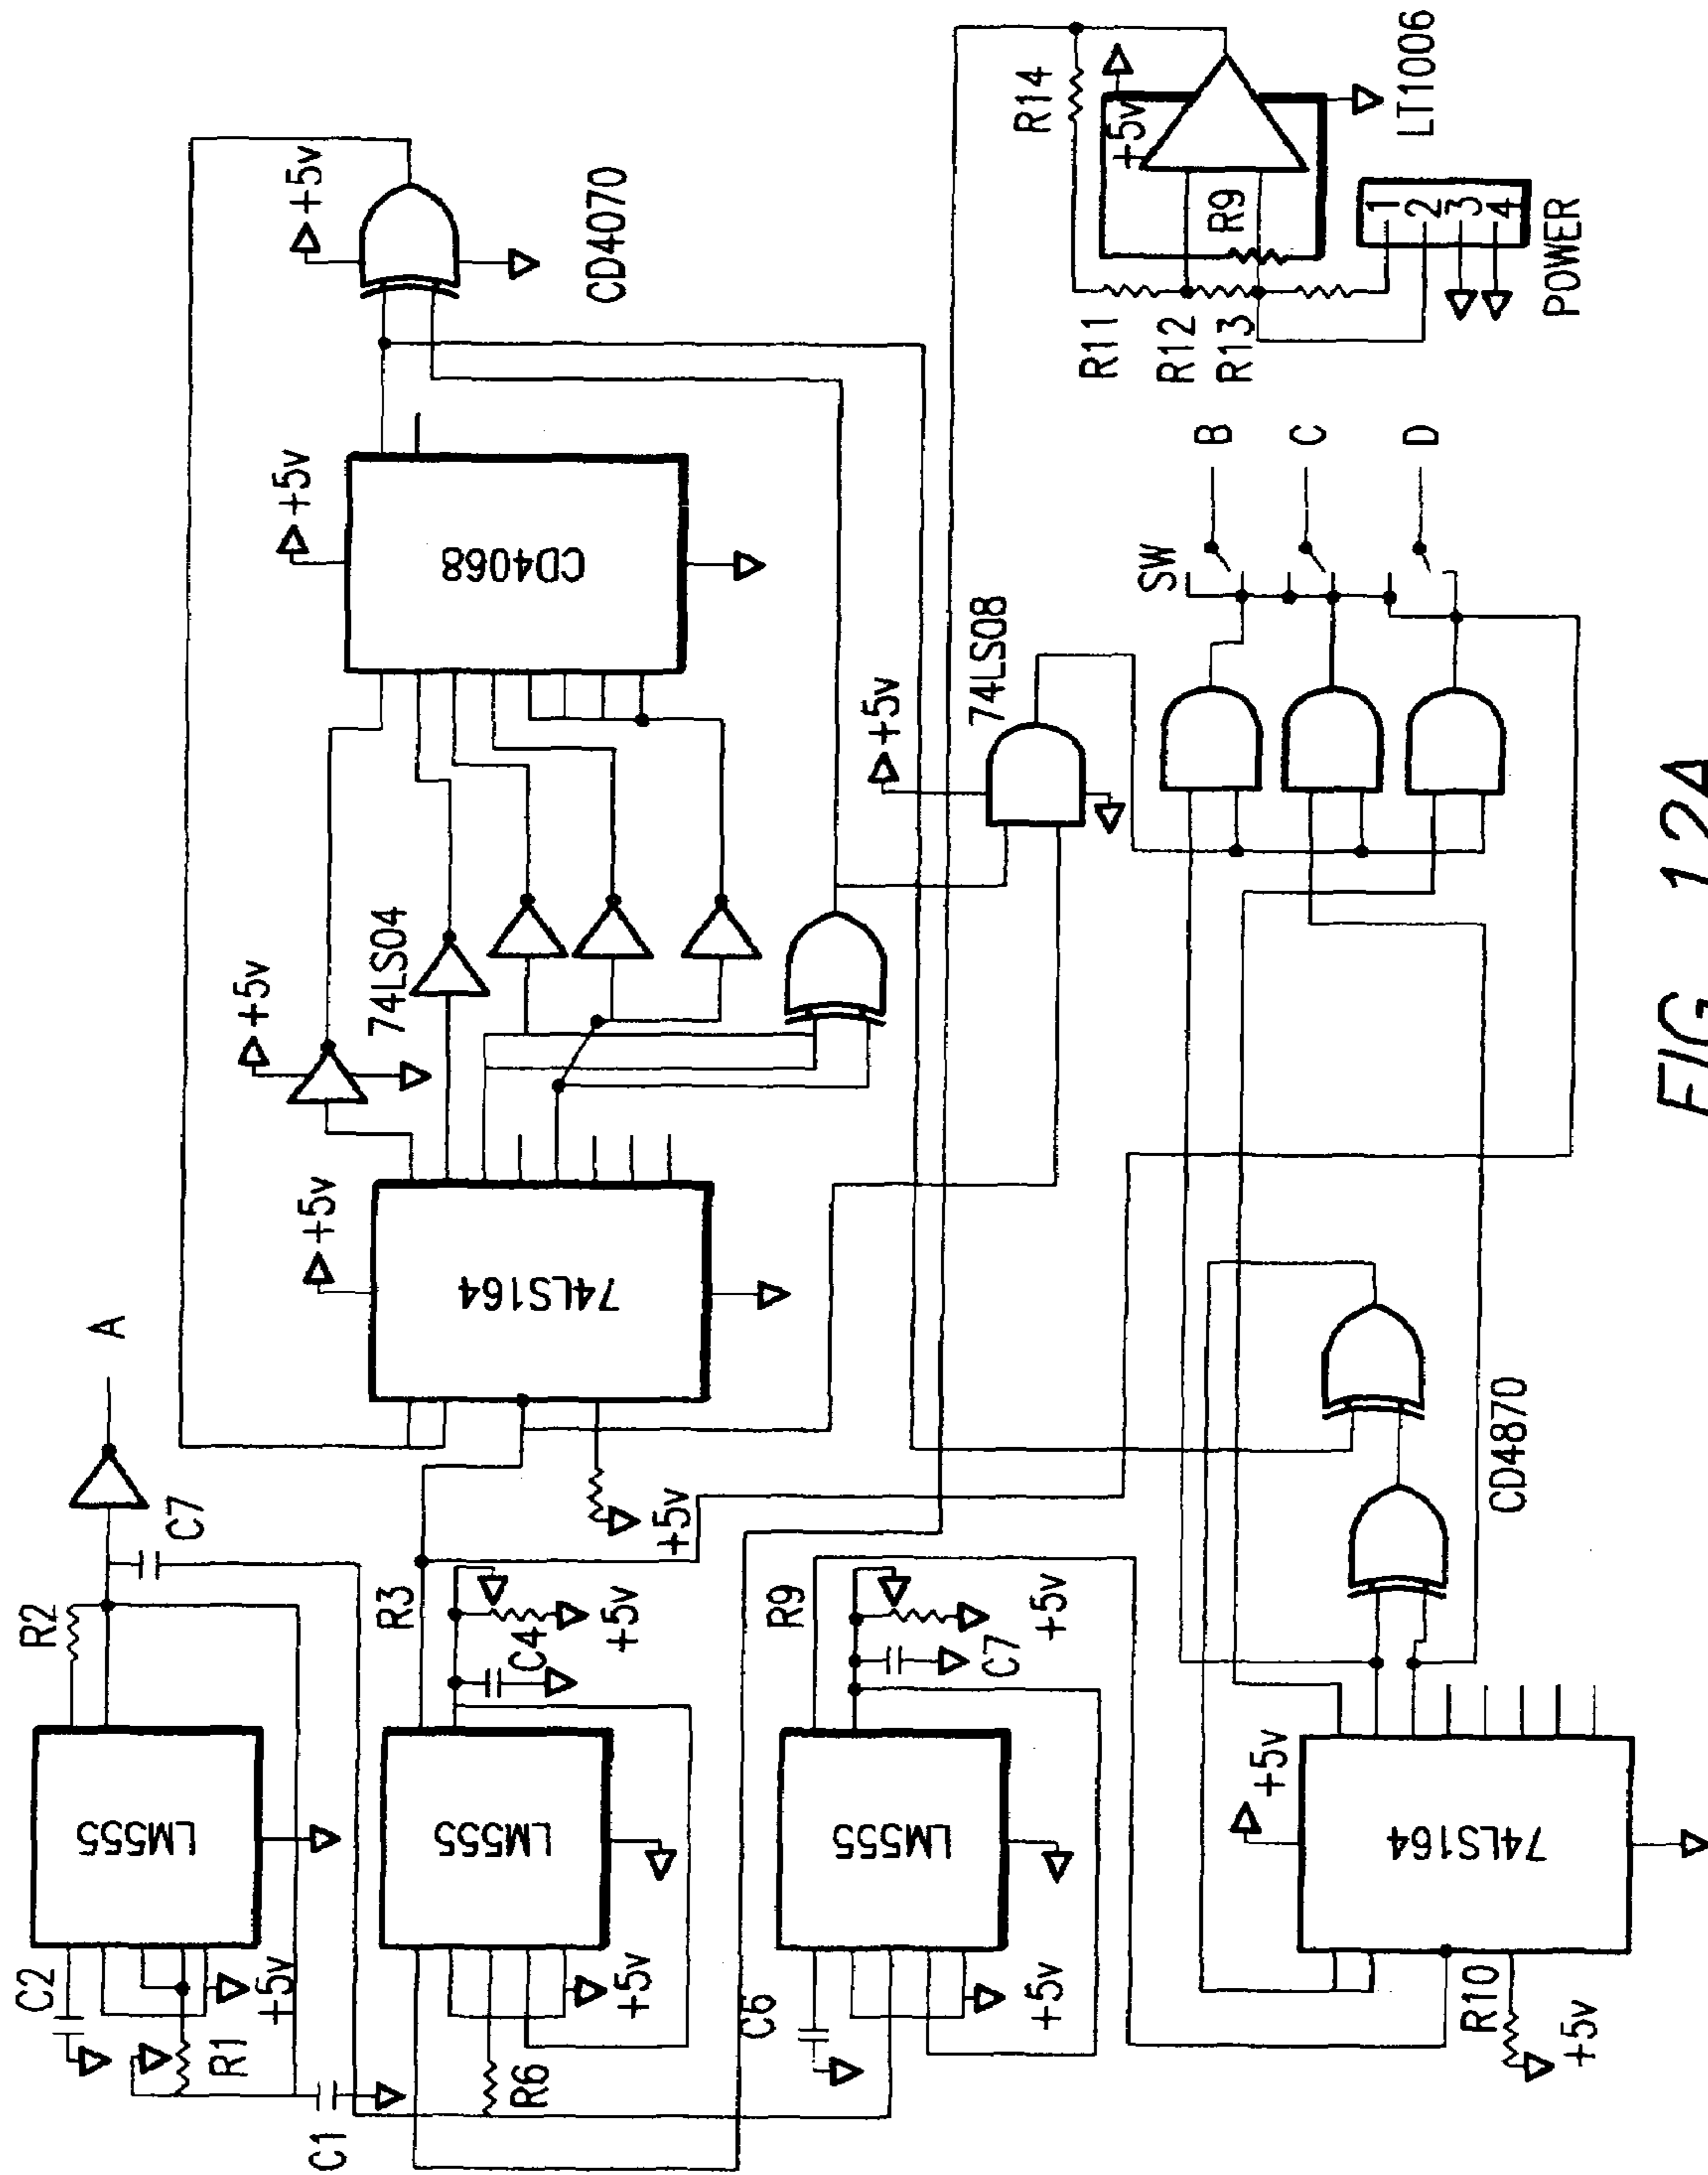 A
R2
C7
LM555
C2
+5v
R1
C1
+5v
74LS164
+5v
74LS04
+5v
CD4068
+5v
CD4070
R3
+5v
C4
+5v
LM555
+5v
R6
R9
+5v
C7
LM555
+5v
C6
+5v
74LS08
R14
+5v
R9
LT1006
R11
R12
R13
1
2
3
4
POWER
SW
B
C
D
CD4870
+5v
74LS164
R10
+5v
FIG. 12A